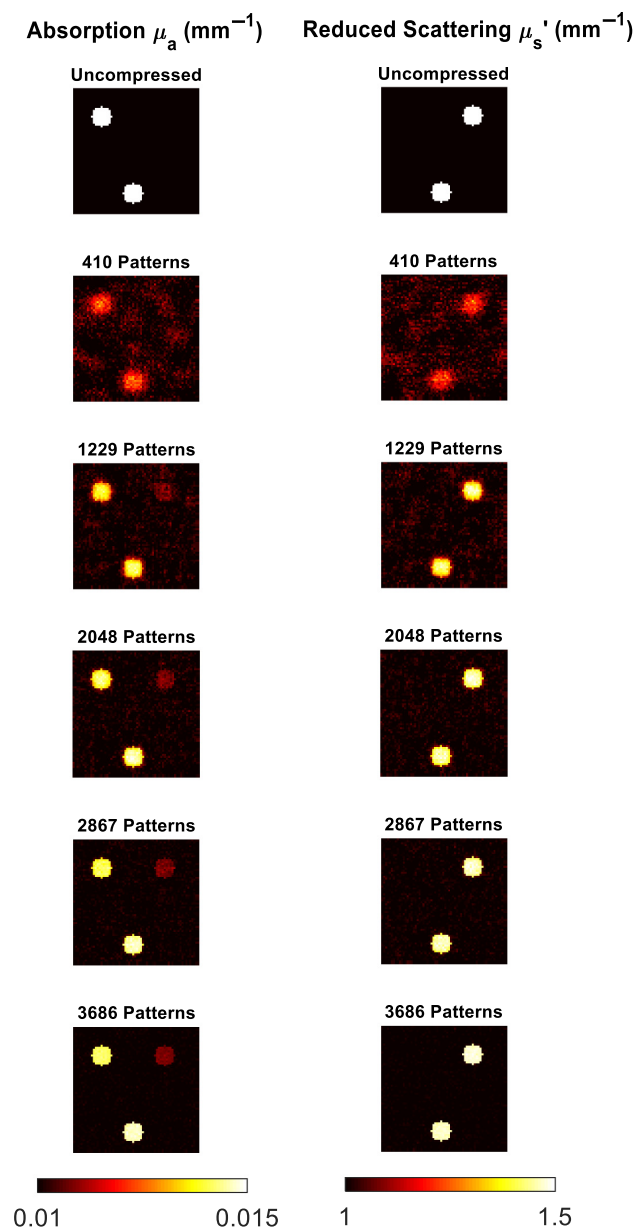 Absorption μa (mm⁻¹) Reduced Scattering μs' (mm⁻¹)
Uncompressed Uncompressed
410 Patterns 410 Patterns
1229 Patterns 1229 Patterns
2048 Patterns 2048 Patterns
2867 Patterns 2867 Patterns
3686 Patterns 3686 Patterns
0.01 0.015 1 1.5